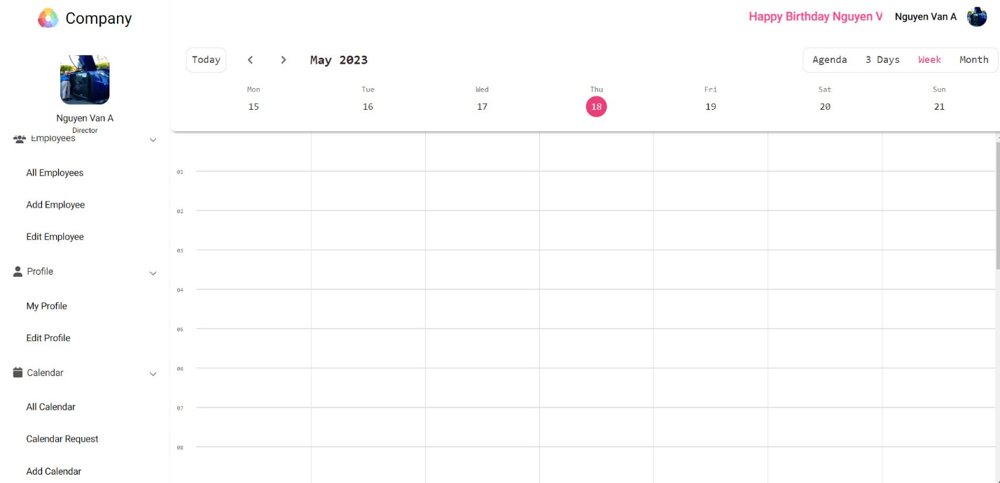 Company
Happy Birthday Nguyen V
Nguyen Van A
Nguyen Van A
Director
Employees
All Employees
Add Employee
Edit Employee
Profile
My Profile
Edit Profile
Calendar
All Calendar
Calendar Request
Add Calendar
Today
May 2023
Agenda 3 Days Week Month
Mon Tue Wed Thu Fri Sat Sun
15 16 17 18 19 20 21
01
02
03
04
05
06
07
08